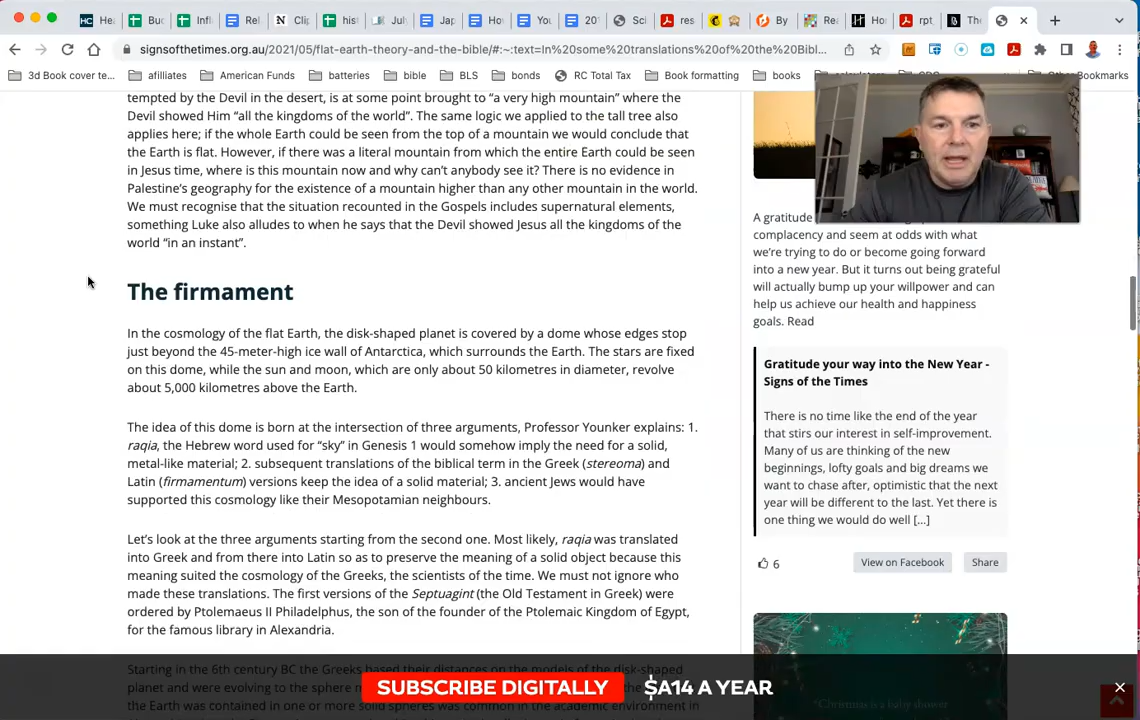 Hea
Buc
Infl
Rel
Clip
hist
Jul
Jap
Ho
You
201
Sci
res
By
Rea
Hor
rpt
The
signsofthetimes.org.au/2021/05/flat-earth-theory-and-the-bible/#:~:text=In%20some%20translations%20of%20the%20Bibl...
3d Book cover te...
afiliates
American Funds
batteries
bible
BLS
bonds
RC Total Tax
Book formatting
books
Other Bookmarks
tempted by the Devil in the desert, is at some point brought to “a very high mountain” where the
Devil showed Him “all the kingdoms of the world”. The same logic we applied to the tall tree also
applies here; if the whole Earth could be seen from the top of a mountain we would conclude that
the Earth is flat. However, if there was a literal mountain from which the entire Earth could be seen
in Jesus time, where is this mountain now and why can’t anybody see it? There is no evidence in
Palestine’s geography for the existence of a mountain higher than any other mountain in the world.
We must recognise that the situation recounted in the Gospels includes supernatural elements,
something Luke also alludes to when he says that the Devil showed Jesus all the kingdoms of the
world “in an instant”.
The firmament
In the cosmology of the flat Earth, the disk-shaped planet is covered by a dome whose edges stop
just beyond the 45-meter-high ice wall of Antarctica, which surrounds the Earth. The stars are fixed
on this dome, while the sun and moon, which are only about 50 kilometres in diameter, revolve
about 5,000 kilometres above the Earth.
The idea of this dome is born at the intersection of three arguments, Professor Younker explains: 1.
raqia, the Hebrew word used for “sky” in Genesis 1 would somehow imply the need for a solid,
metal-like material; 2. subsequent translations of the biblical term in the Greek (stereoma) and
Latin (firmamentum) versions keep the idea of a solid material; 3. ancient Jews would have
supported this cosmology like their Mesopotamian neighbours.
Let’s look at the three arguments starting from the second one. Most likely, raqia was translated
into Greek and from there into Latin so as to preserve the meaning of a solid object because this
meaning suited the cosmology of the Greeks, the scientists of the time. We must not ignore who
made these translations. The first versions of the Septuagint (the Old Testament in Greek) were
ordered by Ptolemaeus II Philadelphus, the son of the founder of the Ptolemaic Kingdom of Egypt,
for the famous library in Alexandria.
Starting in the 6th century BC the Greeks based their distances on the models of the disk-shaped
planet and were evolving to the sphere
the Earth was contained in one or more solid spheres was common in the academic environment in
A gratitude
complacency and seem at odds with what
we’re trying to do or become going forward
into a new year. But it turns out being grateful
will actually bump up your willpower and can
help us achieve our health and happiness
goals. Read
Gratitude your way into the New Year -
Signs of the Times
There is no time like the end of the year
that stirs our interest in self-improvement.
Many of us are thinking of the new
beginnings, lofty goals and big dreams we
want to chase after, optimistic that the next
year will be different to the last. Yet there is
one thing we would do well [...]
6
View on Facebook
Share
"Christmas is a baby shower
SUBSCRIBE DIGITALLY
$A14 A YEAR